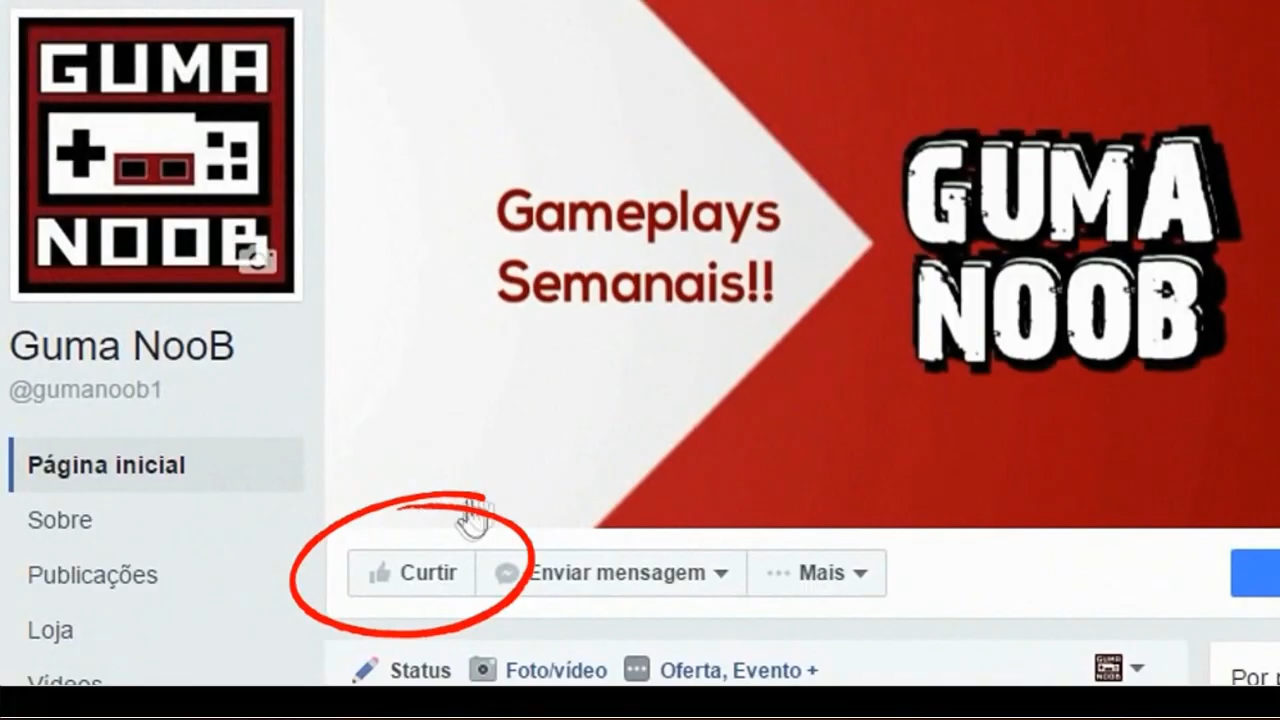 GUMA
NOOB
Guma NooB
@gumanoob1
Página inicial
Sobre
Publicações
Loja
Vídeos
Gameplays
Semanais!!
GUMA
NOOB
Curtir
Enviar mensagem
Mais
Status
Foto/vídeo
Oferta, Evento +
GUMA
NOOB
Por